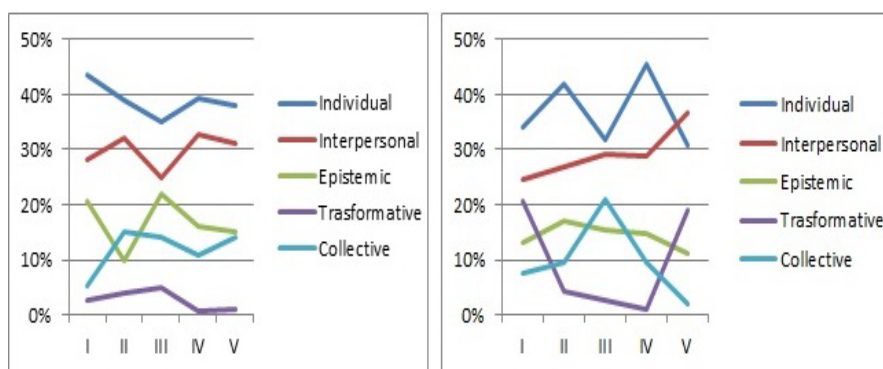 50%
40%
30%
20%
10%
0%
I II III IV V
Individual
Interpersonal
Epistemic
Trasformative
Collective
50%
40%
30%
20%
10%
0%
I II III IV V
Individual
Interpersonal
Epistemic
Trasformative
Collective